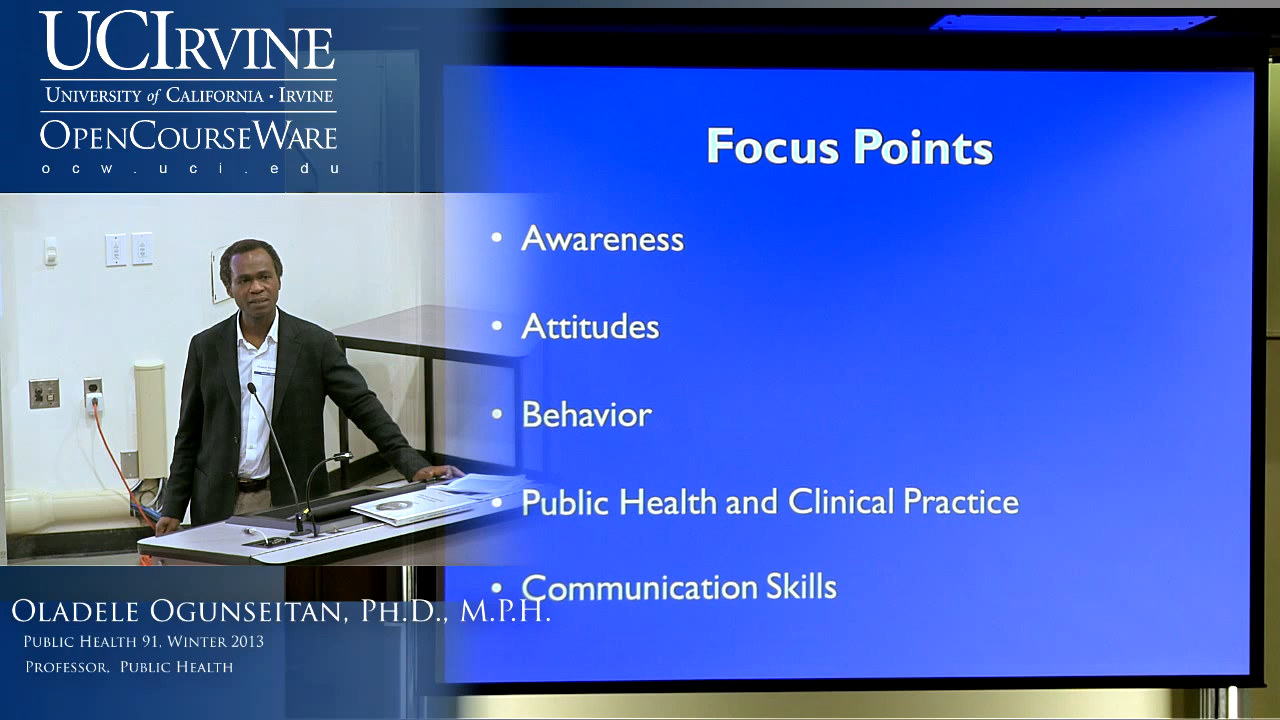 UCIRVINE
UNIVERSITY of CALIFORNIA · IRVINE
OPENCOURSEWARE
ocw.uci.edu
Focus Points
• Awareness
• Attitudes
• Behavior
• Public Health and Clinical Practice
• Communication Skills
OLADELE OGUNSEITAN, PH.D., M.P.H.
PUBLIC HEALTH 91, WINTER 2013
PROFESSOR, PUBLIC HEALTH